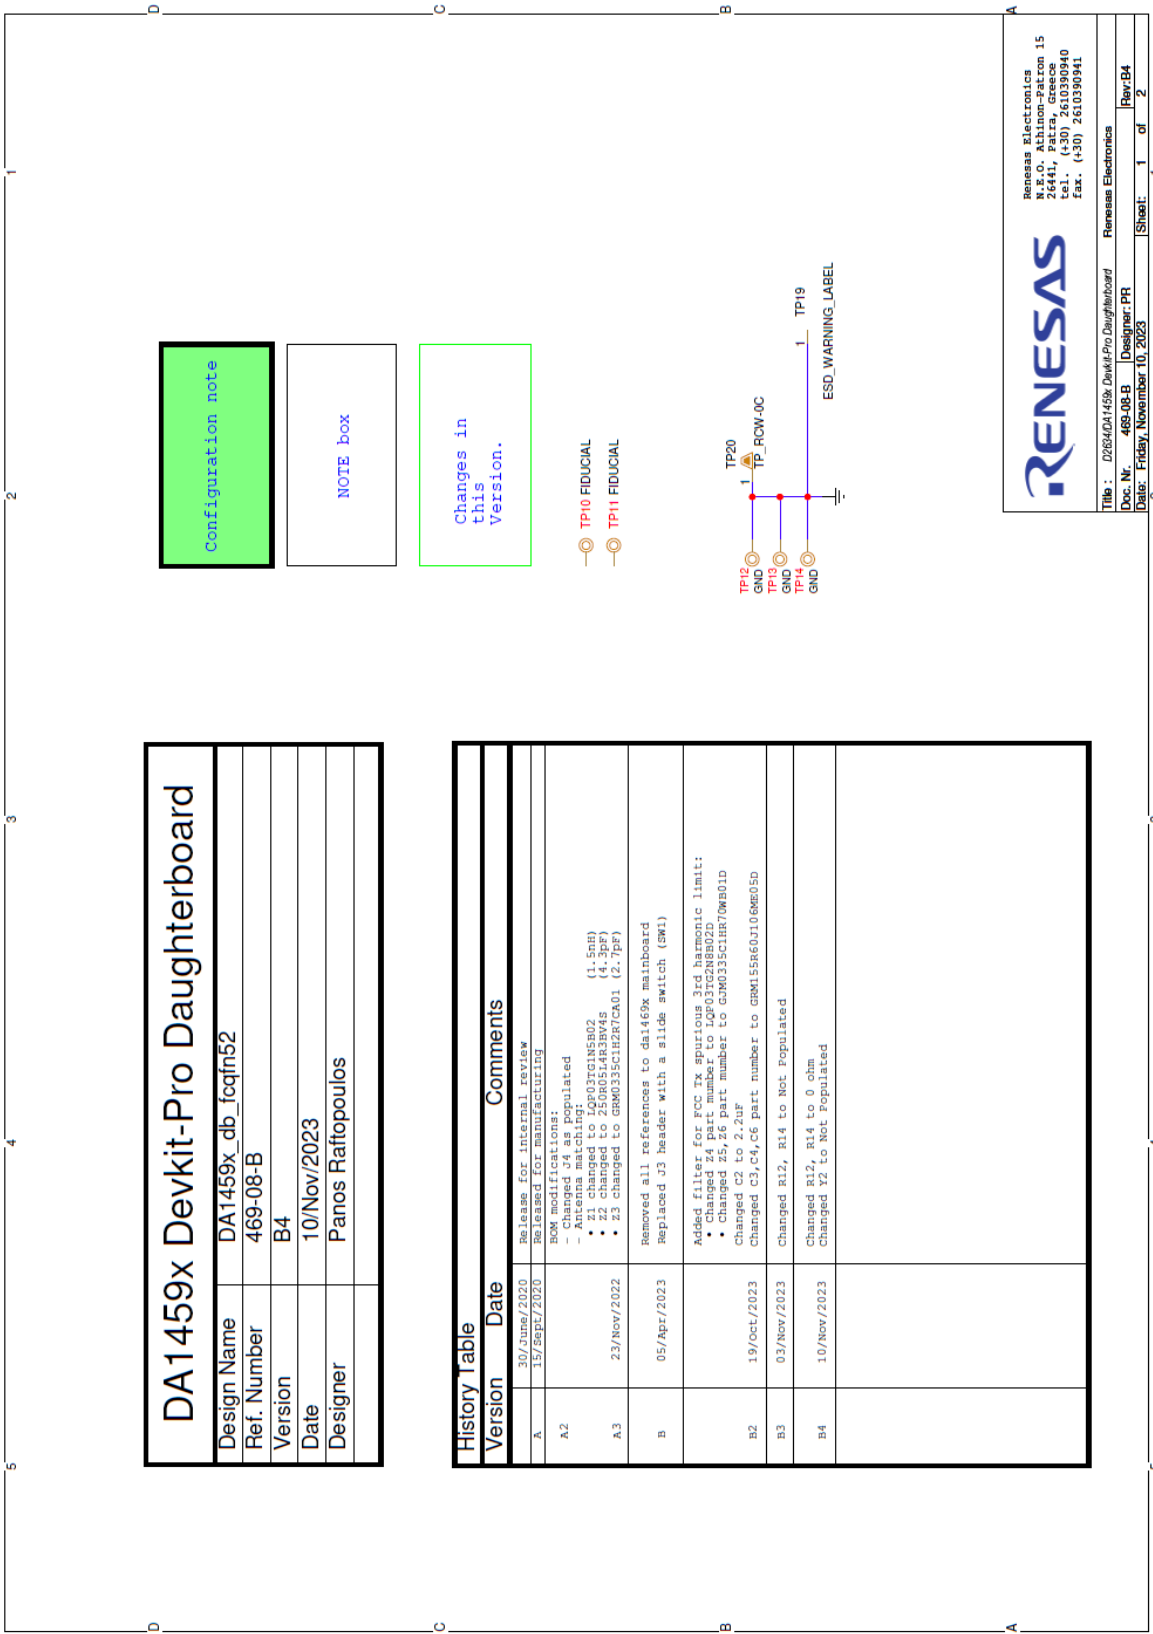 DA1459x Devkit-Pro Daughterboard
Design Name DA1459x_db_fcqfn52
Ref. Number 469-08-B
Version B4
Date 10/Nov/2023
Designer Panos Raftopoulos
History Table
Version Date Comments
30/June/2020 Release for internal review
A 15/Sept/2020 Released for manufacturing
A2 BOM modifications:
- Changed J4 as populated
- Antenna matching:
• Z1 changed to LQP03TG1N5B02 (1.5nH)
• Z2 changed to 250R05L4R3BV4S (4.3pF)
A3 23/Nov/2022 • Z3 changed to GRM0335C1H2R7CA01 (2.7pF)
Removed all references to da1469x mainboard
B 05/Apr/2023 Replaced J3 header with a slide switch (SW1)
Added filter for FCC Tx spurious 3rd harmonic limit:
• Changed Z4 part number to LQP03TG2N8B02D
• Changed Z5,Z6 part number to GJM0335C1HR70WB01D
Changed C2 to 2.2uF
B2 19/Oct/2023 Changed C3,C4,C6 part number to GRM155R60J106ME05D
B3 03/Nov/2023 Changed R12, R14 to Not Populated
Changed R12, R14 to 0 ohm
B4 10/Nov/2023 Changed Y2 to Not Populated
Configuration note
NOTE box
Changes in
this
Version.
TP10 FIDUCIAL
TP11 FIDUCIAL
TP20
1
TP_RCW-0C
TP12
GND
TP13
GND
TP14
GND
1 TP19
ESD_WARNING_LABEL
RENESAS
Renesas Electronics
N.E.O. Athinon-Patron 15
26441, Patra, Greece
tel. (+30) 2610390940
fax. (+30) 2610390941
Title : D2634/DA1459x Devkit-Pro Daughterboard Renesas Electronics
Doc. Nr. 469-08-B Designer: PR Rev:B4
Date: Friday, November 10, 2023 Sheet: 1 of 2
5 4 3 2 1
D D
C C
B B
A A